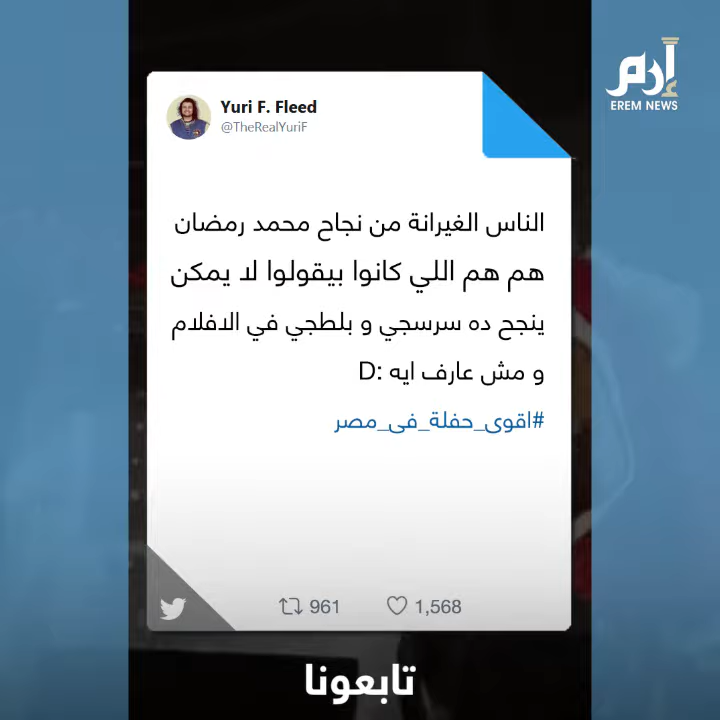 إرم
EREM NEWS
Yuri F. Fleed
@TheRealYuriF
الناس الغيرانة من نجاح محمد رمضان
هم هم اللي كانوا بيقولوا لا يمكن
ينجح ده سرسجي و بلطجي في الافلام
و مش عارف ايه :D
#اقوى_حفلة_فى_مصر
961 1,568
تابعونا